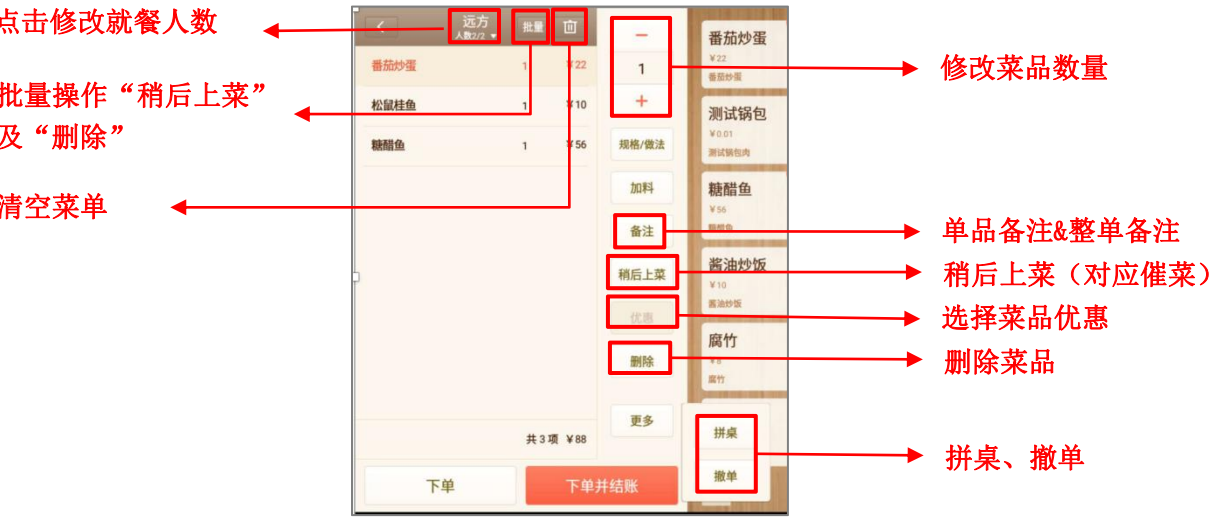 点击修改就餐人数
批量操作“稍后上菜”
及“删除”
清空菜单
远方
人数2/2
批量
番茄炒蛋 1 ¥22
松鼠桂鱼 1 ¥10
糖醋鱼 1 ¥56
共3项 ¥88
下单
下单并结账
1
规格/做法
加料
备注
稍后上菜
优惠
删除
更多
拼桌
撤单
番茄炒蛋
¥22
番茄炒蛋
测试锅包
¥0.01
测试锅包肉
糖醋鱼
¥56
糖醋鱼
酱油炒饭
¥10
酱油炒饭
腐竹
¥8
腐竹
修改菜品数量
单品备注&整单备注
稍后上菜（对应催菜）
选择菜品优惠
删除菜品
拼桌、撤单